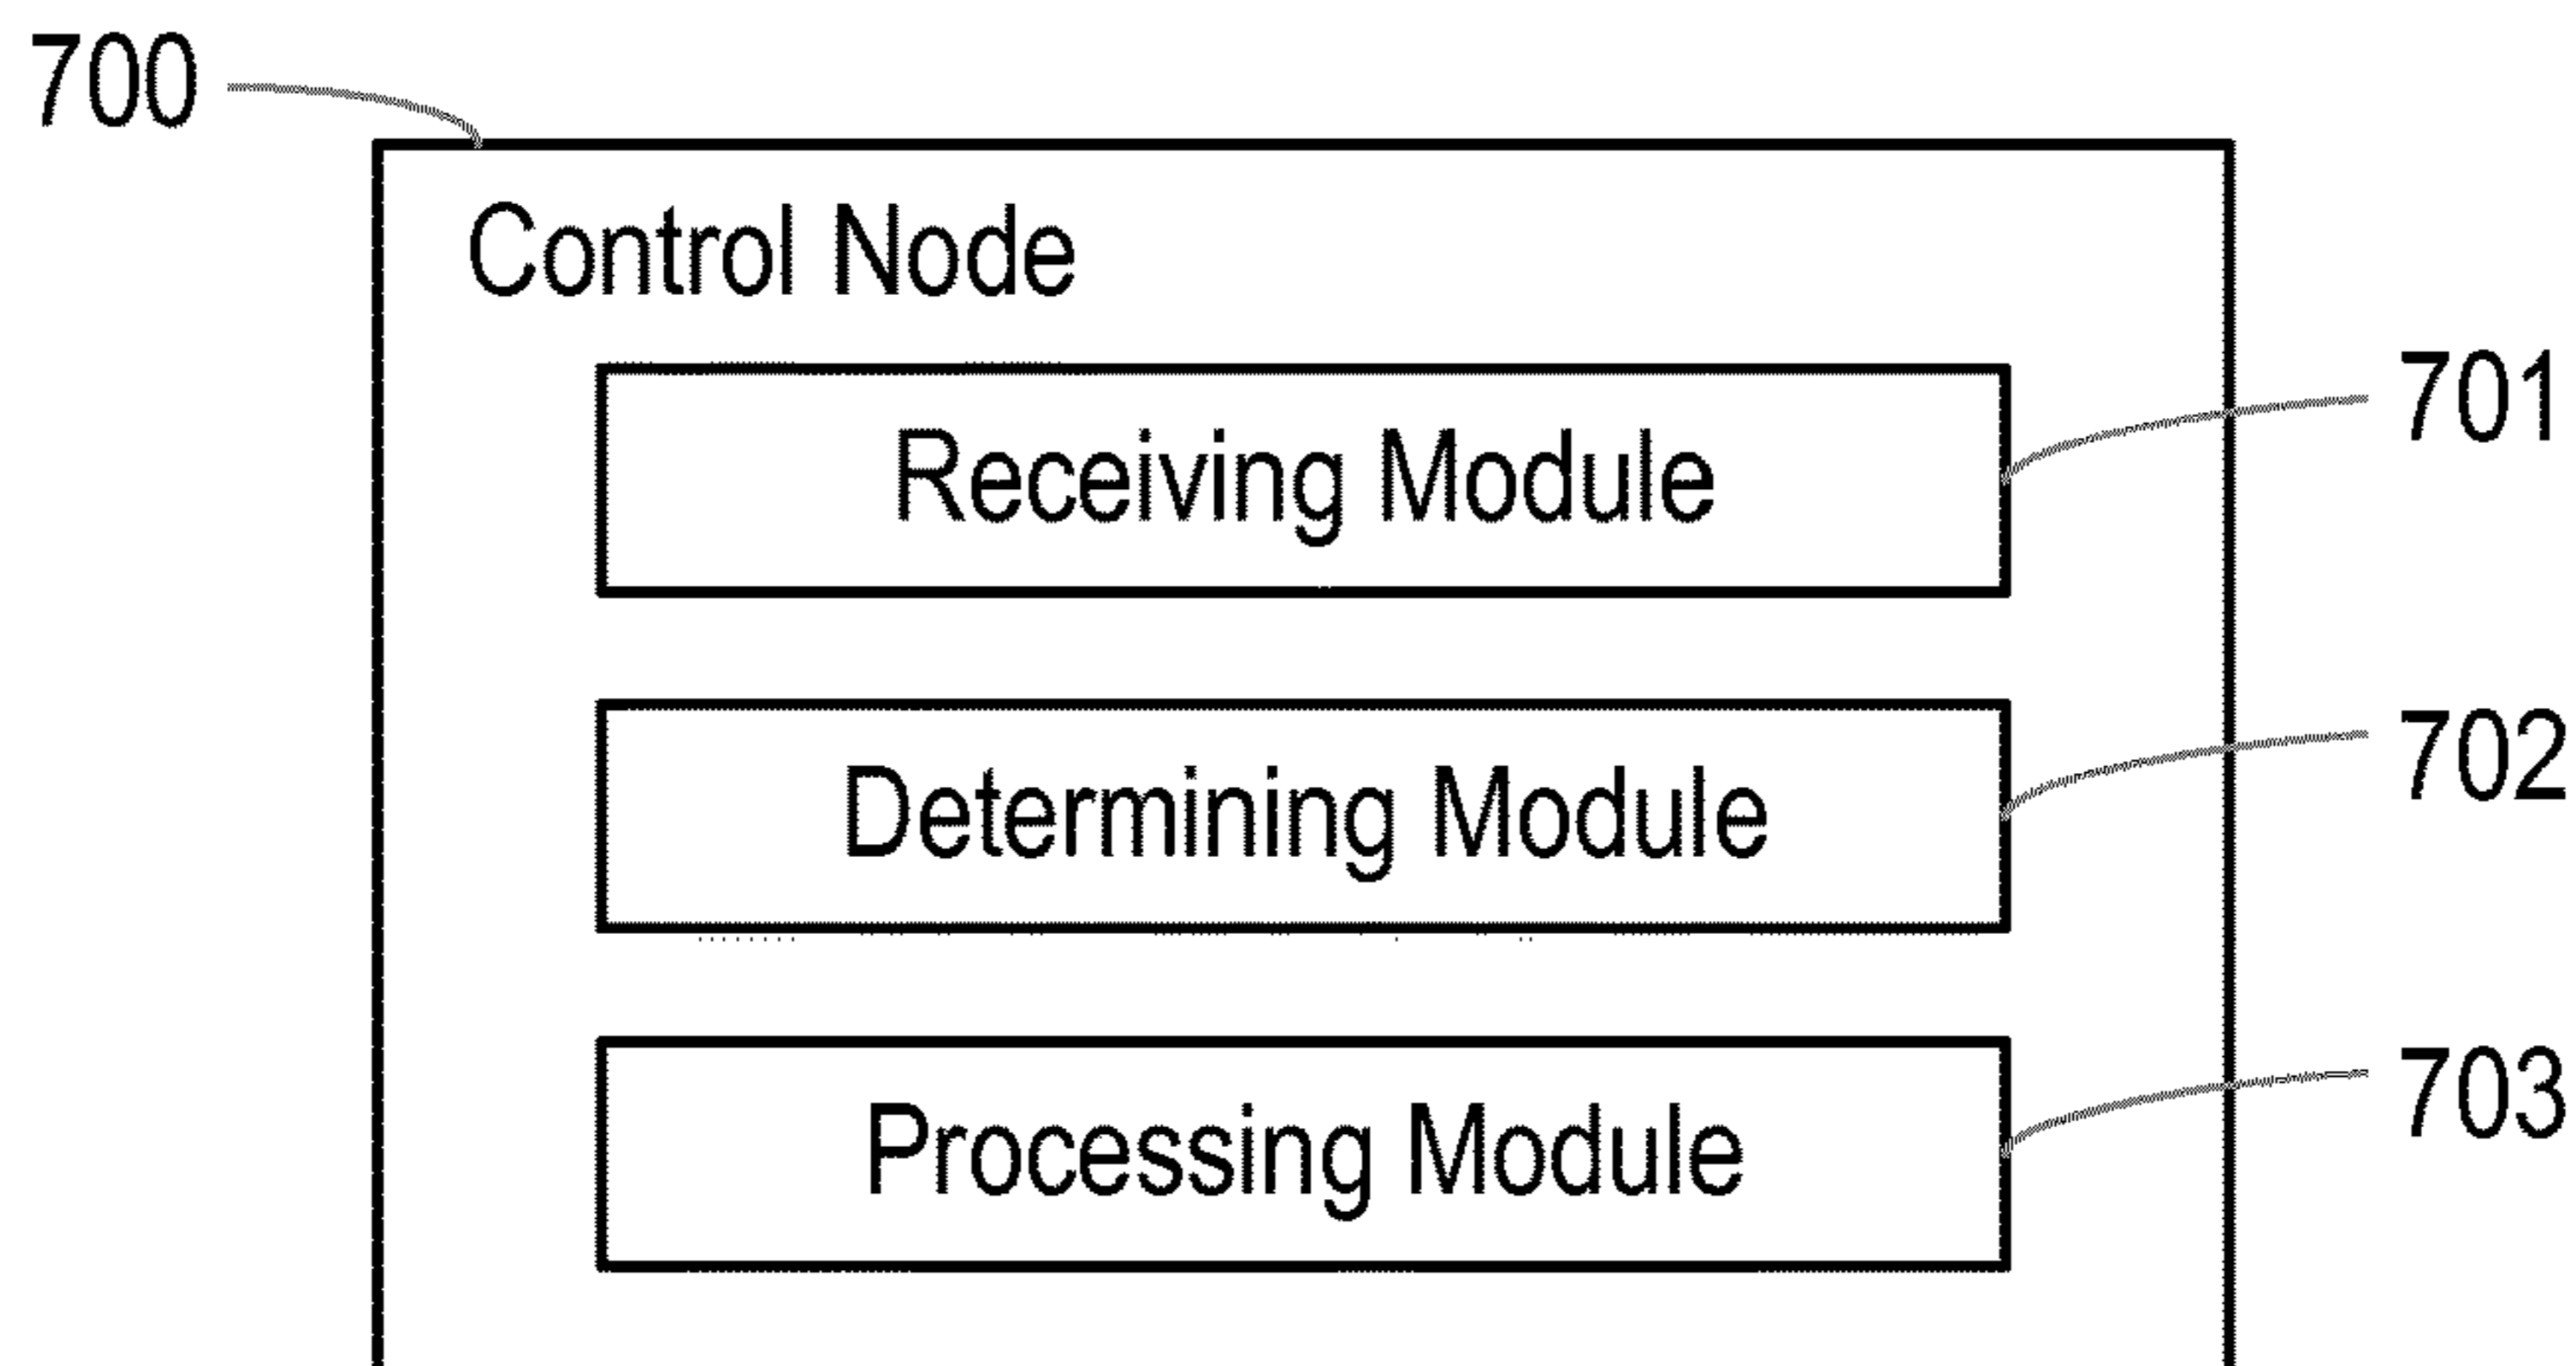 700
Control Node
Receiving Module
701
Determining Module
702
Processing Module
703